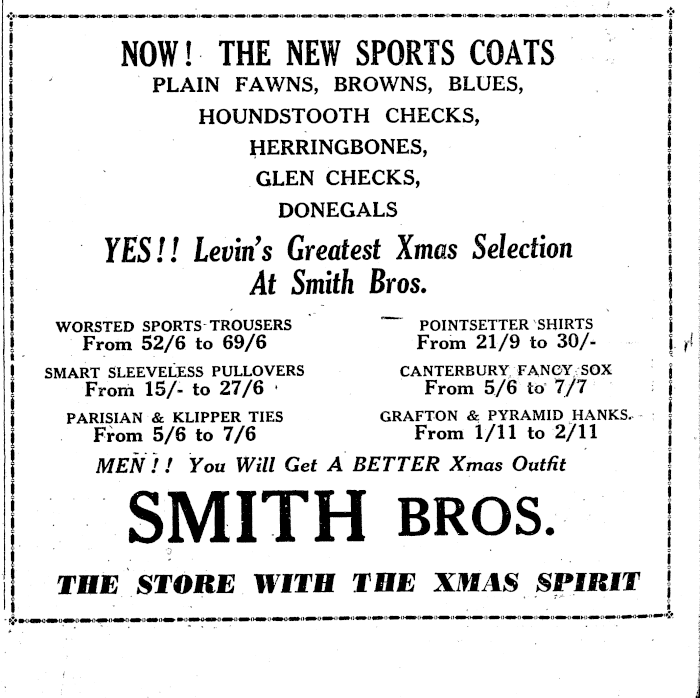 NOW! THE NEW SPORTS COATS
PLAIN FAWNS, BROWNS, BLUES,
HOUNDSTOOTH CHECKS,
HERRINGBONES,
GLEN CHECKS,
DONEGALS
YES!! Levin's Greatest Xmas Selection
At Smith Bros.
WORSTED SPORTS TROUSERS
From 52/6 to 69/6
SMART SLEEVELESS PULLOVERS
From 15/- to 27/6
PARISIAN & KLIPPER TIES
From 5/6 to 7/6
POINTSETTER SHIRTS
From 21/9 to 30/-
CANTERBURY FANCY SOX
From 5/6 to 7/7
GRAFTON & PYRAMID HANKS.
From 1/11 to 2/11
MEN!! You Will Get A BETTER Xmas Outfit
SMITH BROS.
THE STORE WITH THE XMAS SPIRIT